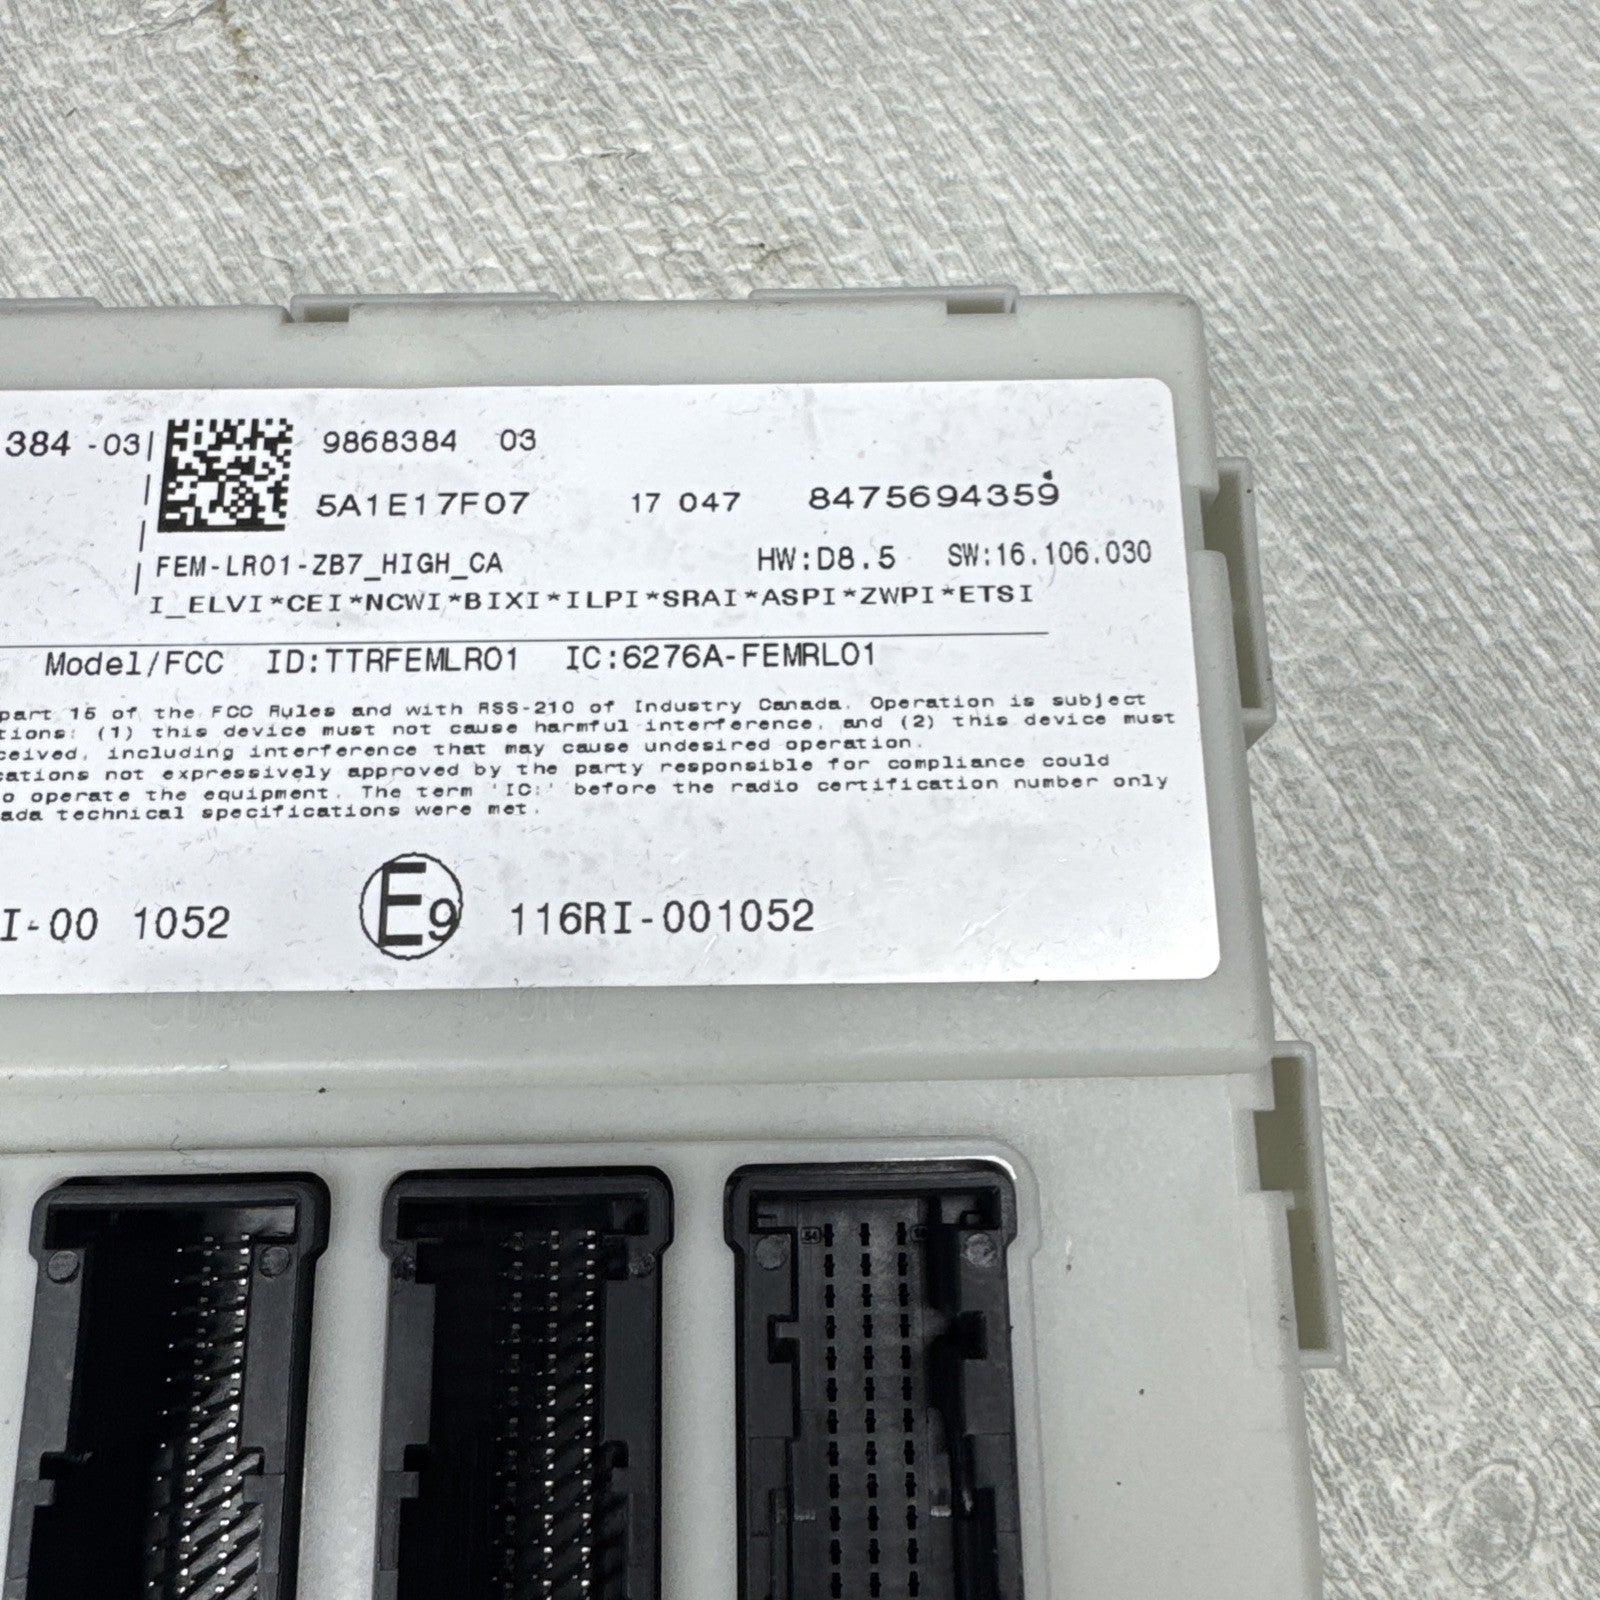 384 -03 9868384 03
5A1E17F07 17 047 8475694359
FEM-LR01-ZB7_HIGH_CA HW:D8.5 SW:16.106.030
I_ELVI*CEI*NCWI*BIXI*ILPI*SRAI*ASPI*ZWPI*ETSI
Model/FCC ID:TTRFEMLR01 IC:6276A-FEMRL01
part 15 of the FCC Rules and with RSS-210 of Industry Canada. Operation is subject
tions: (1) this device must not cause harmful interference, and (2) this device must
ceived, including interference that may cause undesired operation.
cations not expressively approved by the party responsible for compliance could
o operate the equipment. The term 'IC:' before the radio certification number only
ada technical specifications were met.
I-00 1052 E9 116RI-001052
54